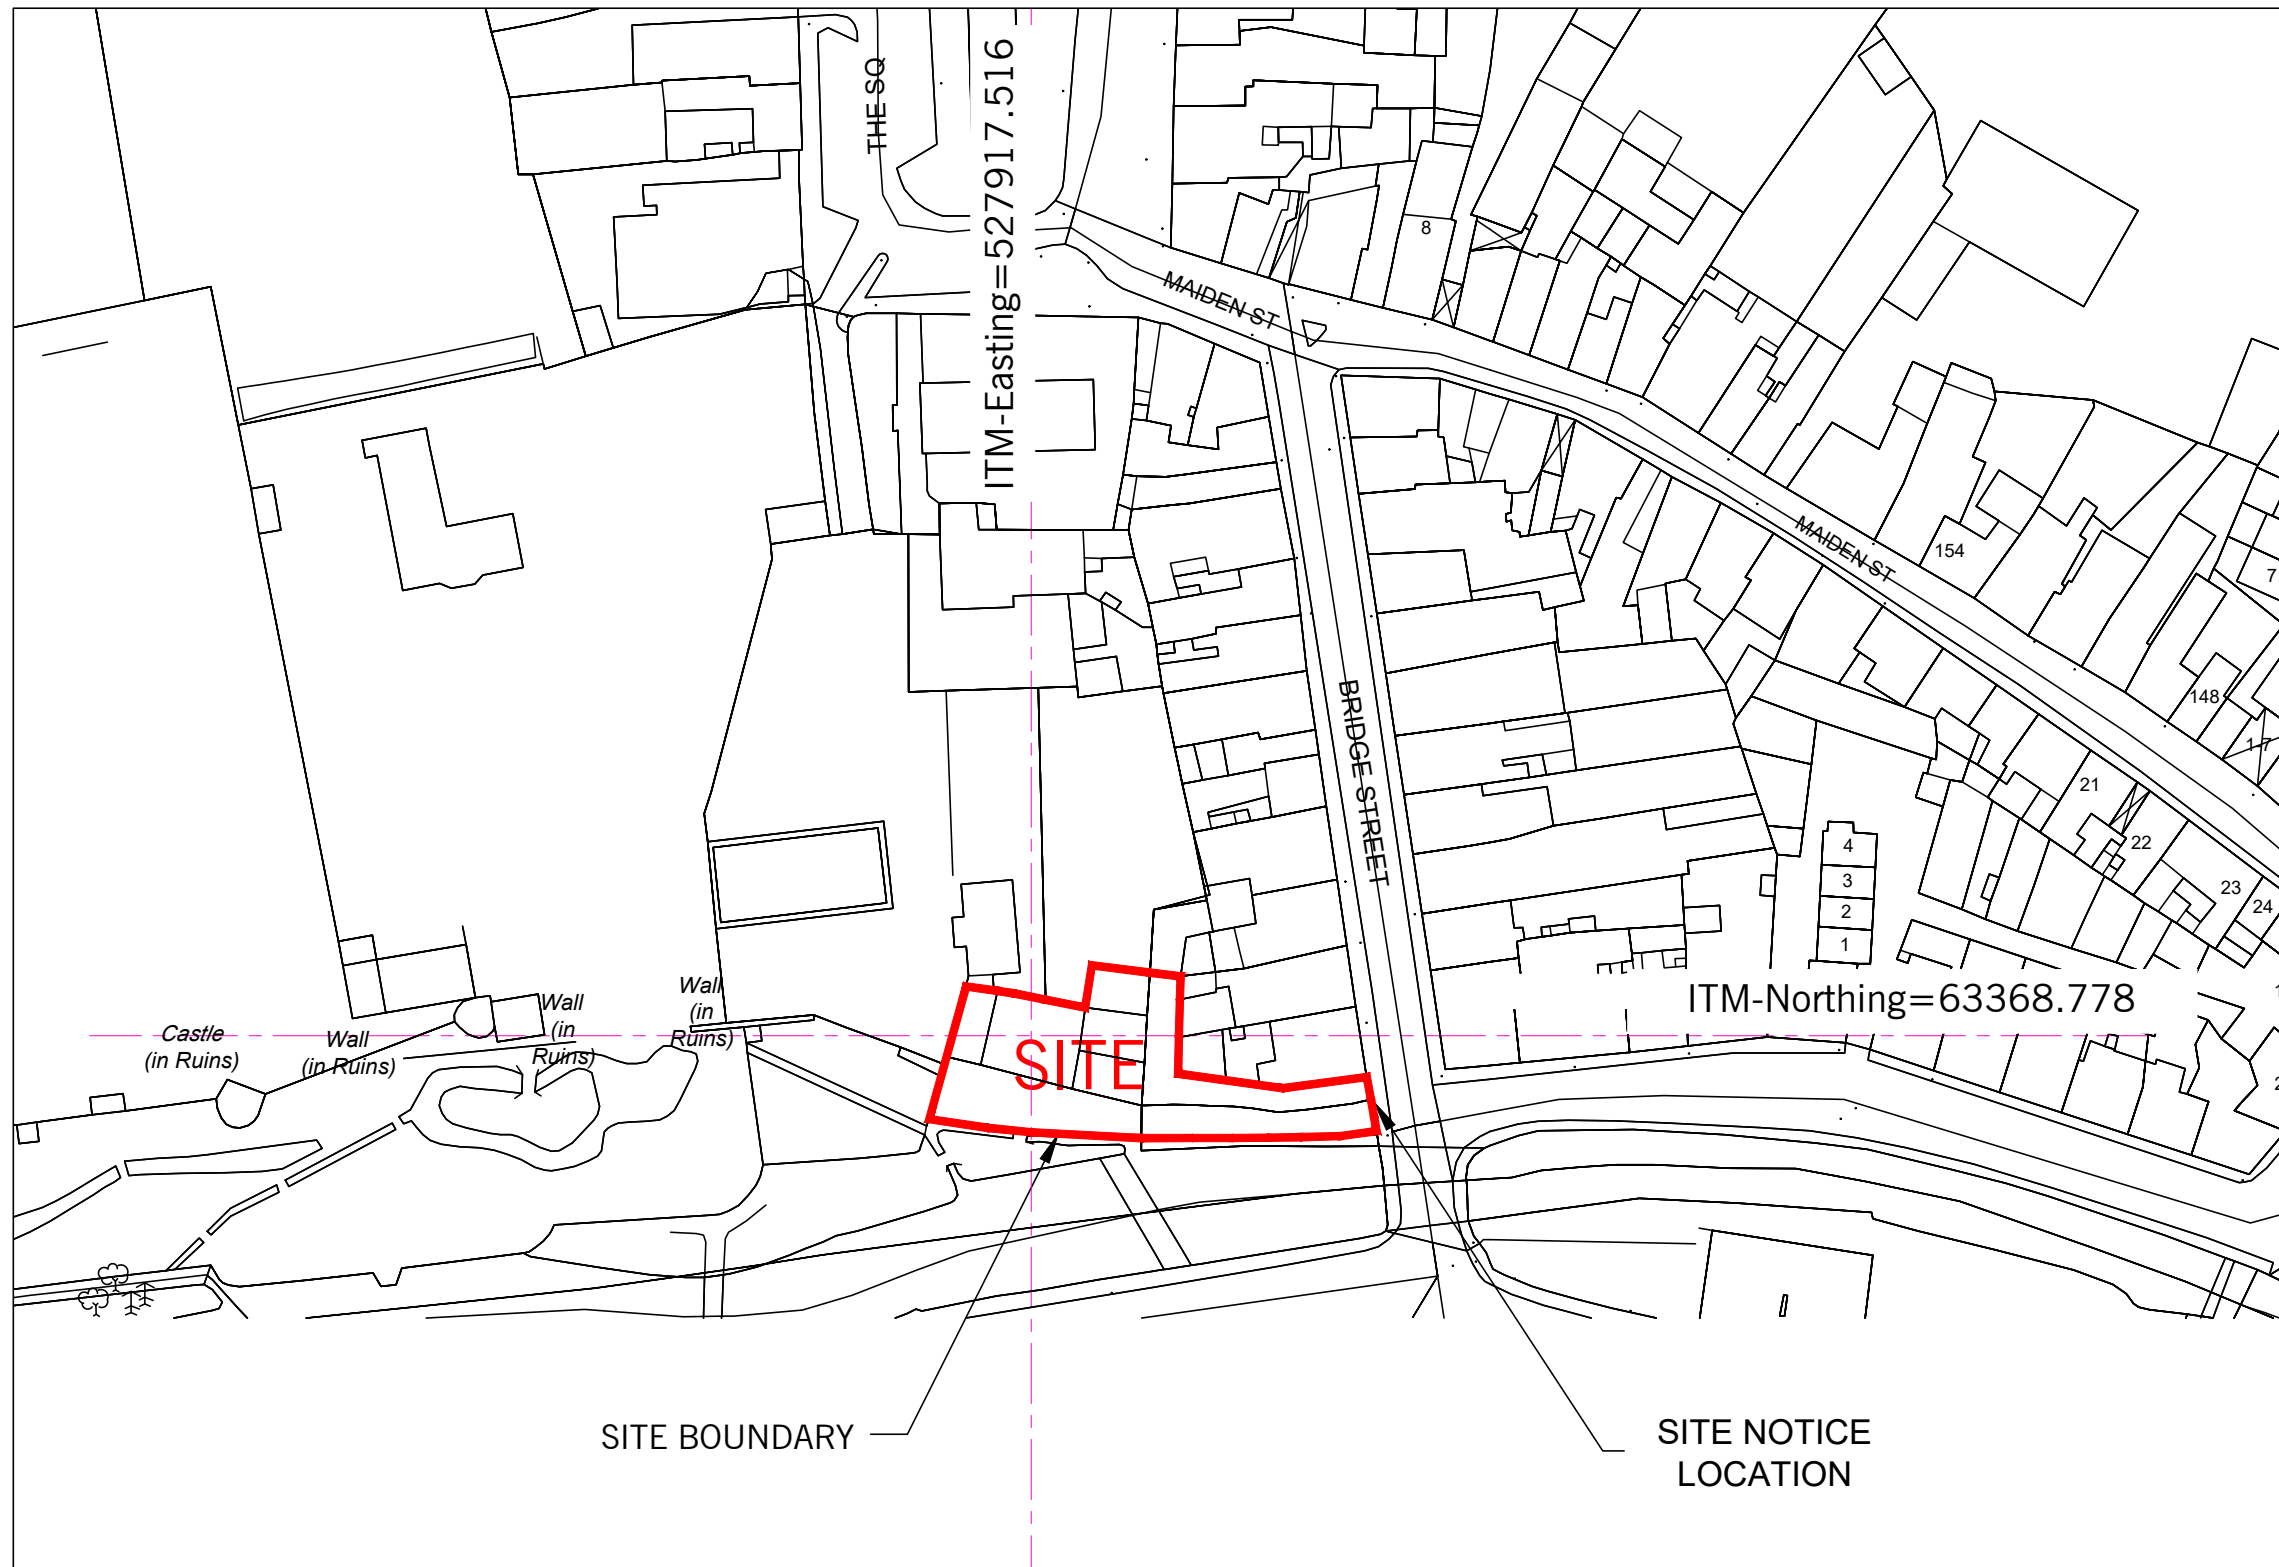 THE SQ
ITM-Easting=527917.516
8
MAIDEN ST
MAIDEN ST
154
7
148
1-7
BRIDGE STREET
21
22
23
24
4
3
2
1
ITM-Northing=63368.778
Castle
(in Ruins)
Wall
(in Ruins)
Wall
(in
Ruins)
Wall
(in
Ruins)
SITE
SITE BOUNDARY
SITE NOTICE
LOCATION